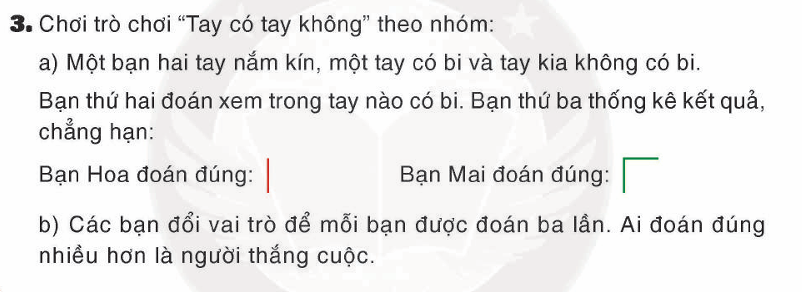 3. Chơi trò chơi “Tay có tay không” theo nhóm:
a) Một bạn hai tay nắm kín, một tay có bi và tay kia không có bi.
Bạn thứ hai đoán xem trong tay nào có bi. Bạn thứ ba thống kê kết quả,
chẳng hạn:
Bạn Hoa đoán đúng: Bạn Mai đoán đúng:
b) Các bạn đổi vai trò để mỗi bạn được đoán ba lần. Ai đoán đúng
nhiều hơn là người thắng cuộc.